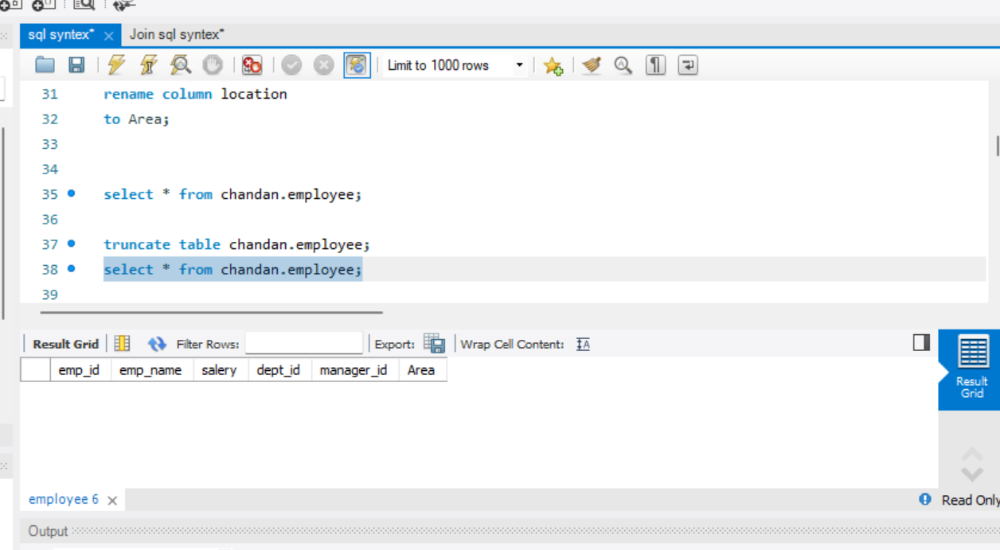 sql syntex* × Join sql syntex*
Limit to 1000 rows
31 rename column location
32 to Area;
33
34
35 select * from chandan.employee;
36
37 truncate table chandan.employee;
38 select * from chandan.employee;
39
Result Grid Filter Rows: Export: Wrap Cell Content: IA
emp_id emp_name salery dept_id manager_id Area
Result
Grid
employee 6 × Read Only
Output